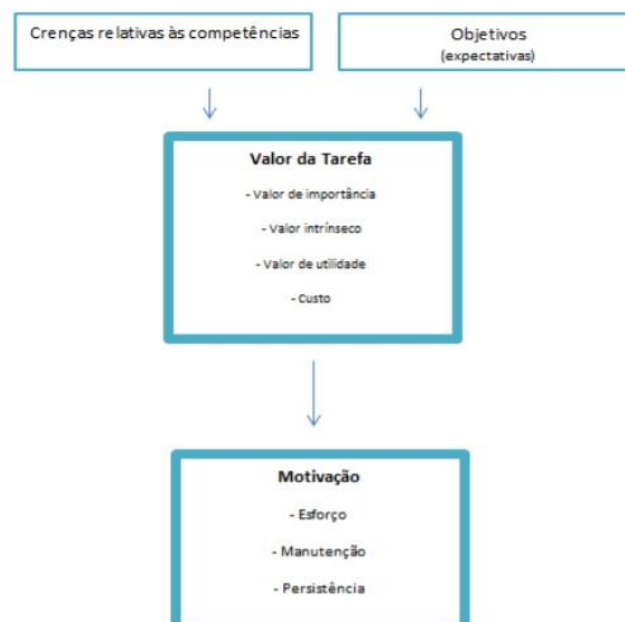 Crenças relativas às competências
Objetivos
(expectativas)
Valor da Tarefa
- Valor de importância
- Valor intrínseco
- Valor de utilidade
- Custo
Motivação
- Esforço
- Manutenção
- Persistência